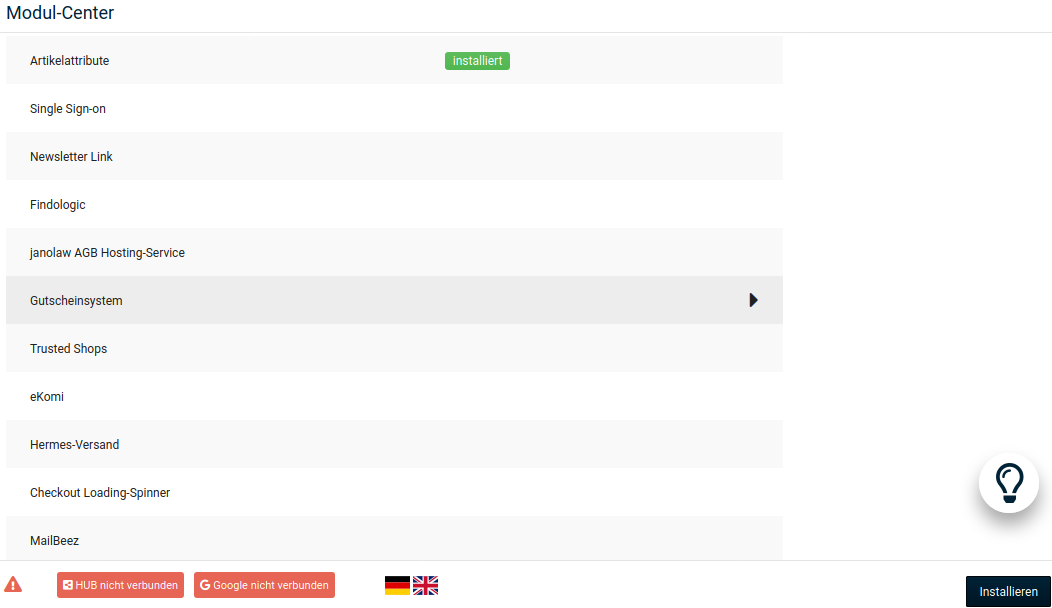 Modul-Center
Artikelattribute installiert
Single Sign-on
Newsletter Link
Findologic
janolaw AGB Hosting-Service
Gutscheinsystem
Trusted Shops
eKomi
Hermes-Versand
Checkout Loading-Spinner
MailBeez
HUB nicht verbunden Google nicht verbunden Installieren